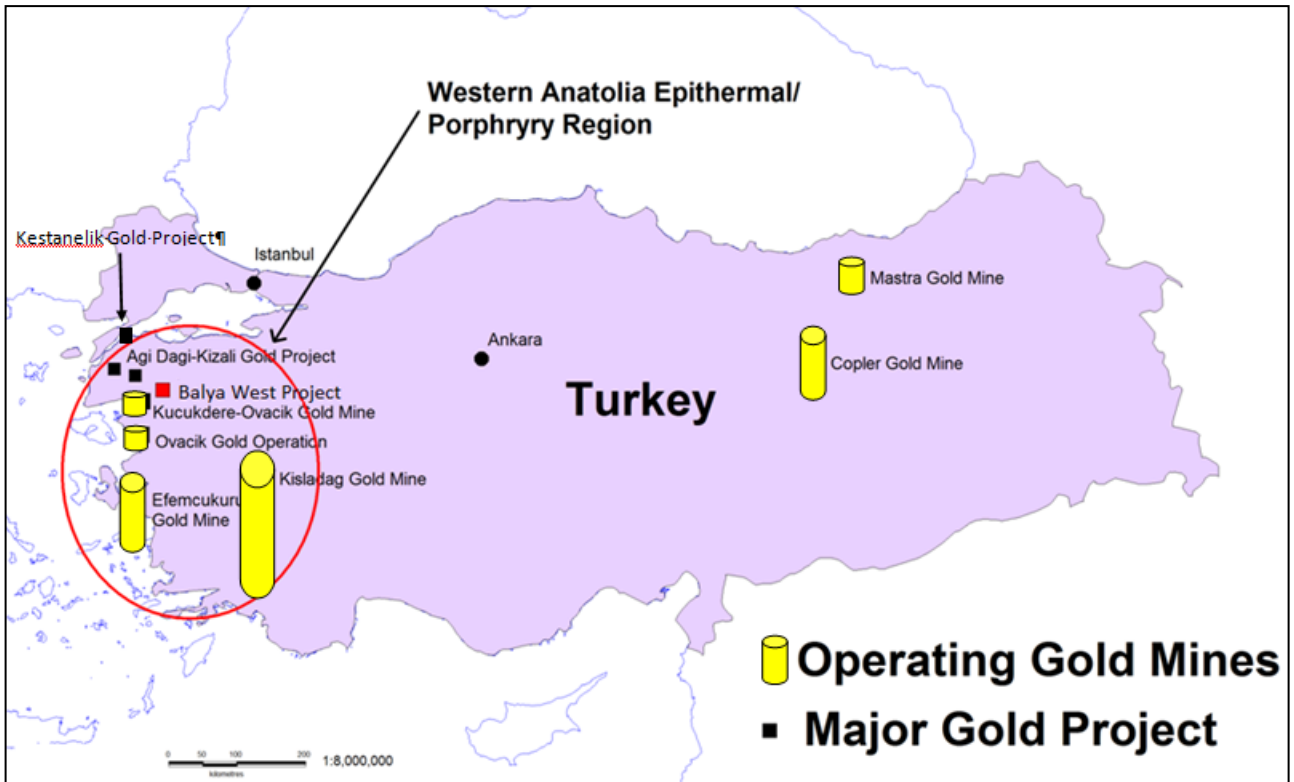 Western Anatolia Epithermal/
Porphryry Region
Kestanelik·Gold·Project¶
Istanbul
Mastra Gold Mine
Ankara
Agi Dagi-Kizali Gold Project
Copler Gold Mine
Balya West Project
Turkey
Kucukdere-Ovacik Gold Mine
Ovacik Gold Operation
Kisladag Gold Mine
Efemcukuru
Gold Mine
Operating Gold Mines
Major Gold Project
0 50 100 200
1:8,000,000
kilometres